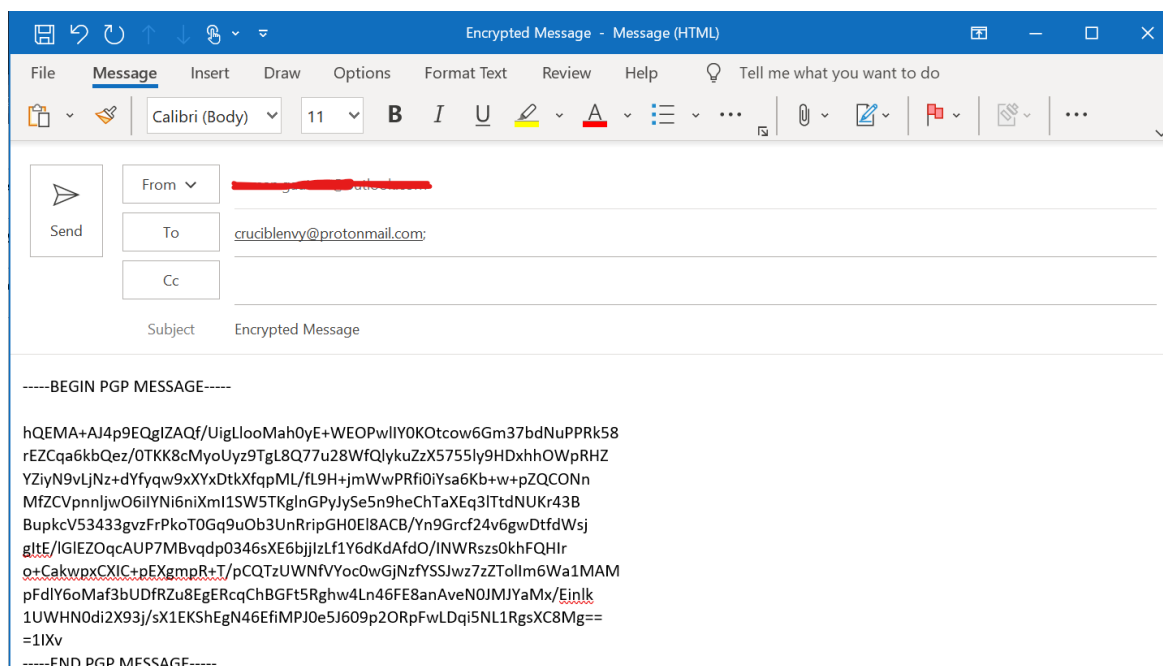 Encrypted Message - Message (HTML)
File Message Insert Draw Options Format Text Review Help Tell me what you want to do
Calibri (Body) 11 B I U A
From
Send To cruciblenvy@protonmail.com;
Cc
Subject Encrypted Message
-----BEGIN PGP MESSAGE-----
hQEMA+AJ4p9EQgIZAQf/UigLlooMah0yE+WEOPwlIY0KOtcow6Gm37bdNuPPRk58
rEZCqa6kbQez/0TKK8cMyoUyz9TgL8Q77u28WfQlykuZzX5755ly9HDxhhOWpRHZ
YZiyN9vLjNz+dYfyqw9xXYxDtkXfqpML/fL9H+jmWwPRfi0iYsa6Kb+w+pZQCONn
MfZCVpnnljwO6ilYNi6niXmI1SW5TKglnGPyJySe5n9heChTaXEq3lTtdNUKr43B
BupkcV53433gvzFrPkoT0Gq9uOb3UnRripGH0El8ACB/Yn9Grcf24v6gwDtfdWsj
gItE/lGlEZOqcAUP7MBvqdp0346sXE6bjjIzLf1Y6dKdAfdO/lNWRszs0khFQHIr
o+CakwpxCXIC+pEXgmpR+T/pCQTzUWNfVYoc0wGjNzfYSSJwz7zZTolIm6Wa1MAM
pFdlY6oMaf3bUDfRZu8EgERcqChBGFt5Rghw4Ln46FE8anAveN0JMJYaMx/Einlk
1UWHN0di2X93j/sX1EKShEgN46EfiMPJ0e5J609p2ORpFwLDqi5NL1RgsXC8Mg==
=1IXv
-----END PGP MESSAGE-----